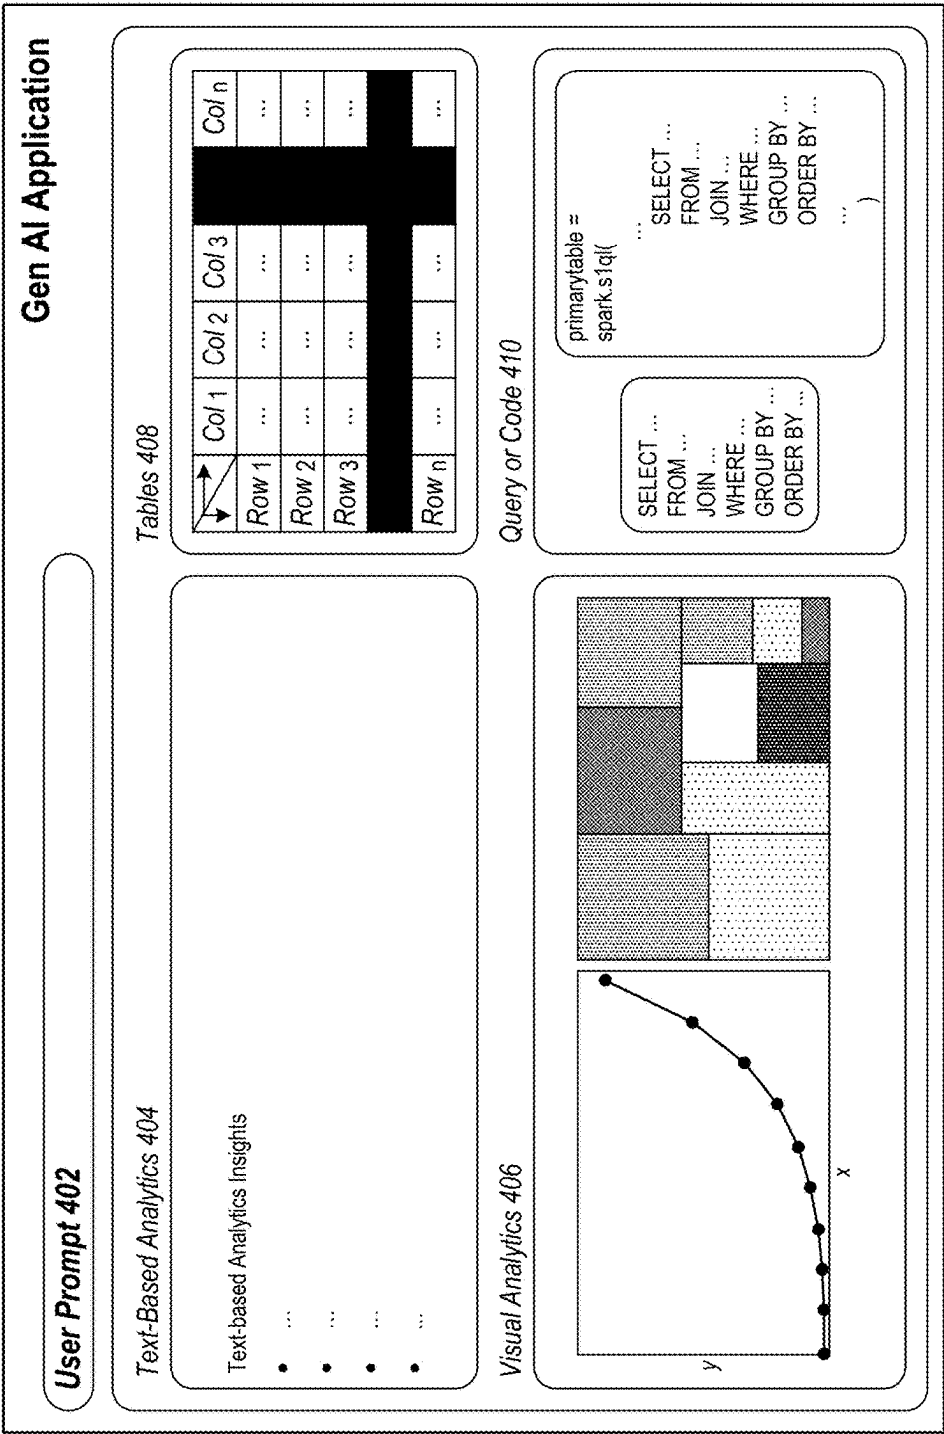 Gen AI Application
User Prompt 402
Text-Based Analytics 404
Text-based Analytics Insights
• ...
• ...
• ...
• ...
Tables 408
Col 1 Col 2 Col 3 Col n
Row 1 ... ... ... ...
Row 2 ... ... ... ...
Row 3 ... ... ... ...
Row n ... ... ... ...
Visual Analytics 406
y
x
Query or Code 410
SELECT ...
FROM ...
JOIN ...
WHERE ...
GROUP BY ...
ORDER BY ...
primarytable =
spark.s1ql(
...
SELECT ...
FROM ...
JOIN ...
WHERE ...
GROUP BY ...
ORDER BY ...
...
)